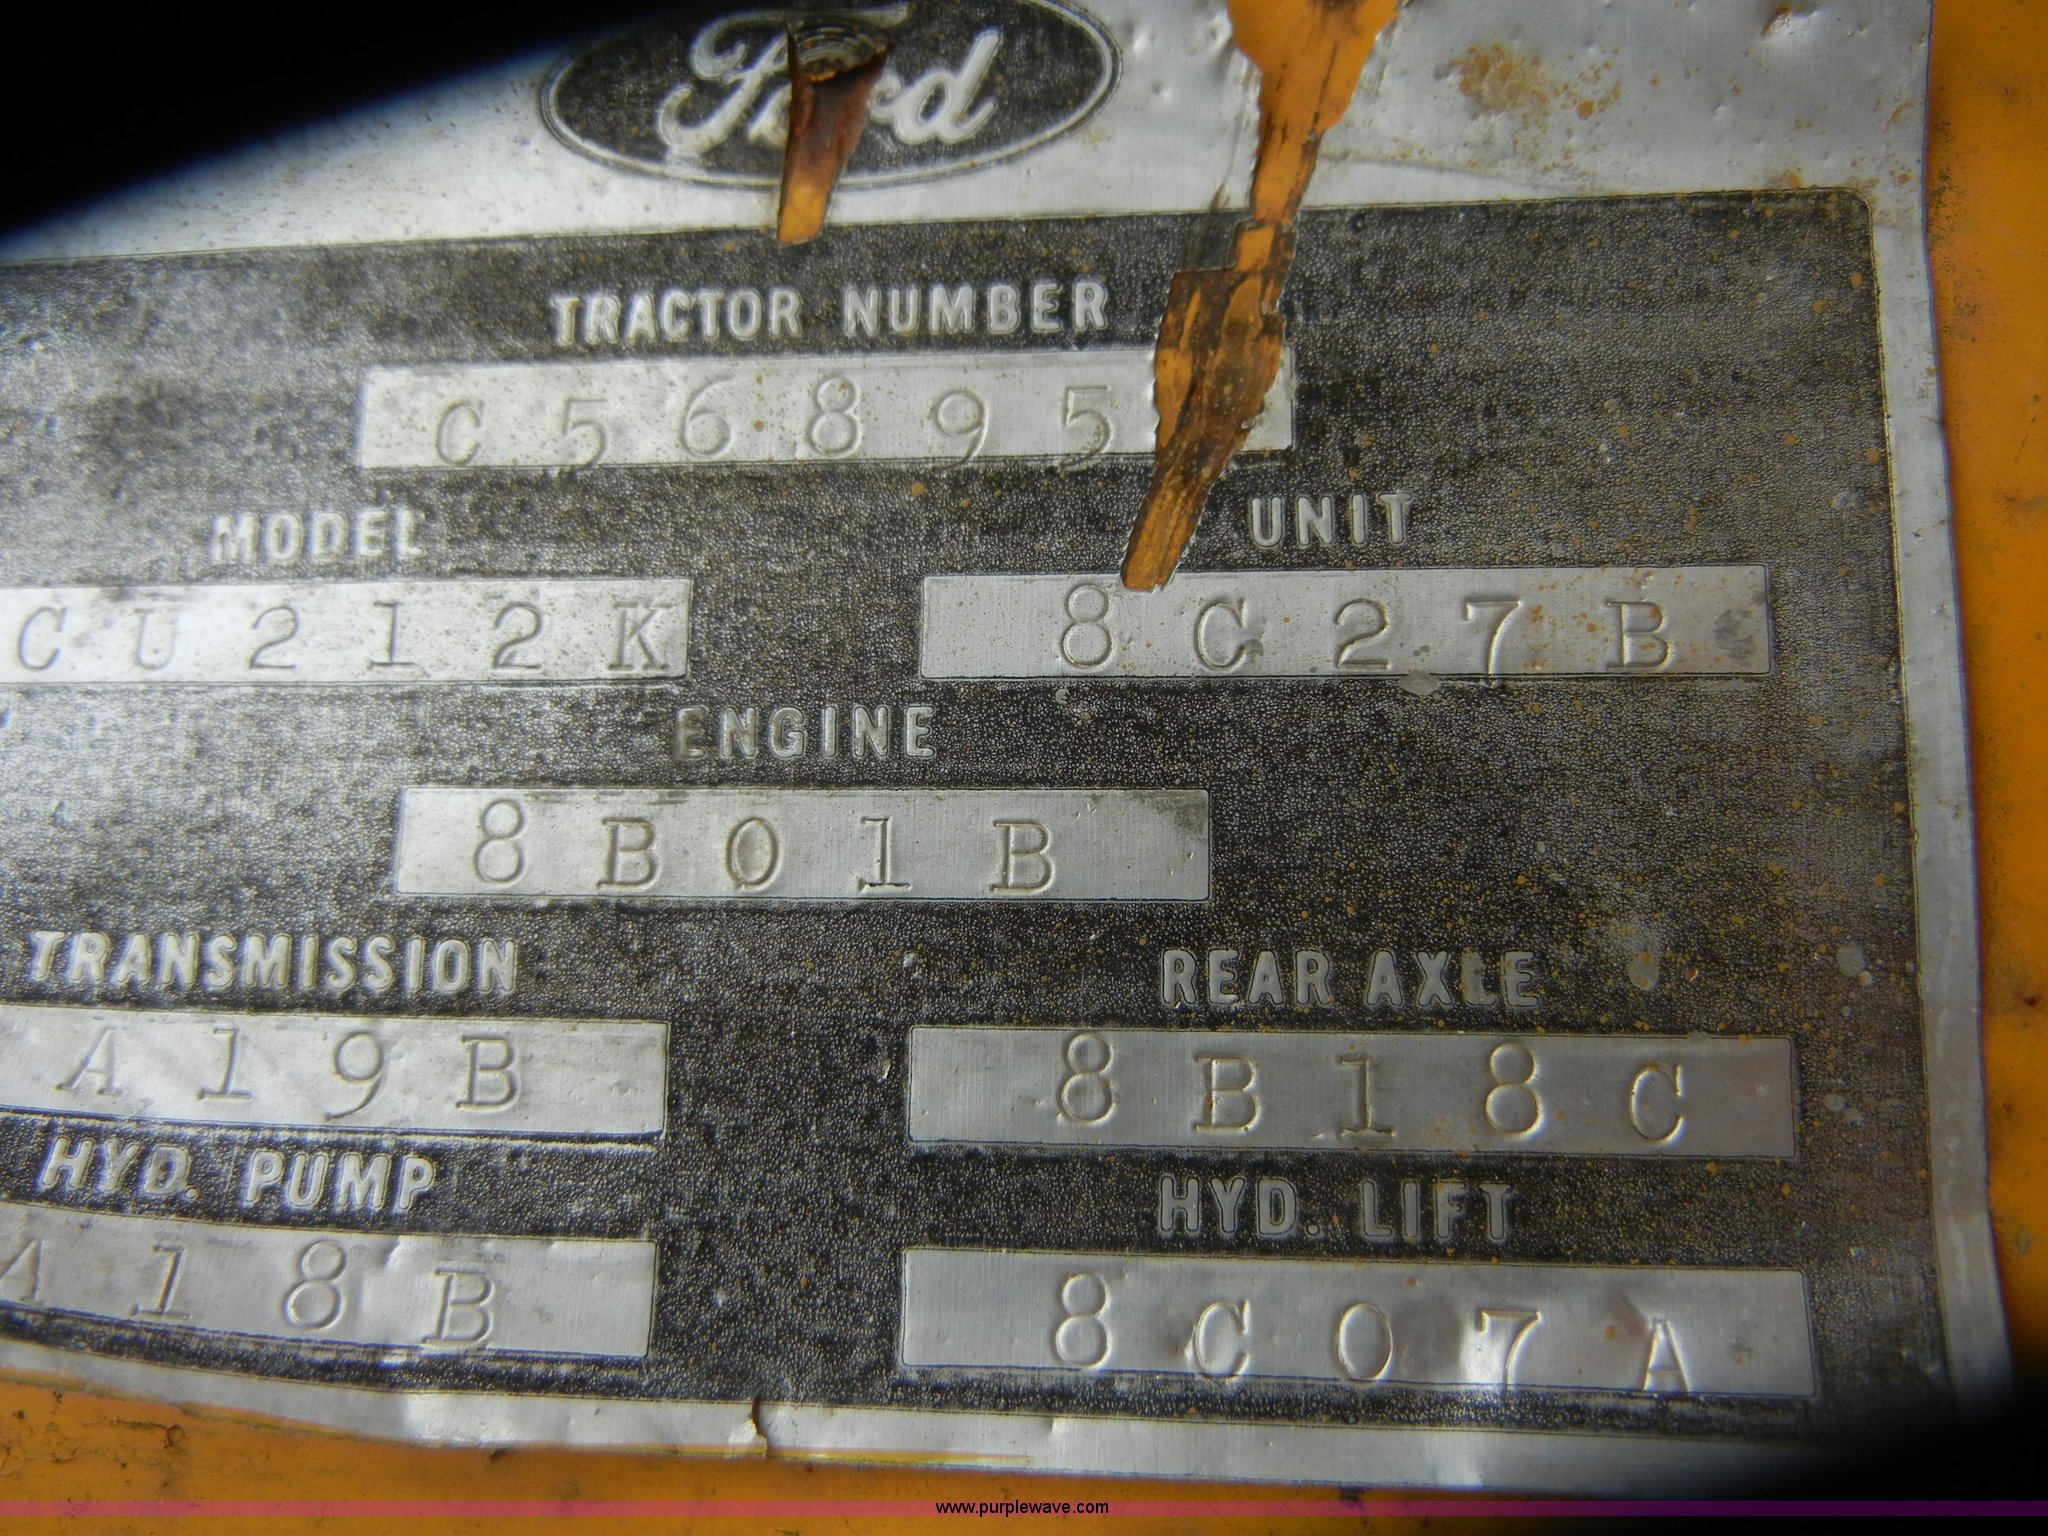 Ford
TRACTOR NUMBER
C56895
MODEL UNIT
CU212K 8C27B
ENGINE
8B01B
TRANSMISSION REAR AXLE
A19B 8B18C
HYD. PUMP HYD. LIFT
A18B 8C07A
www.purplewave.com